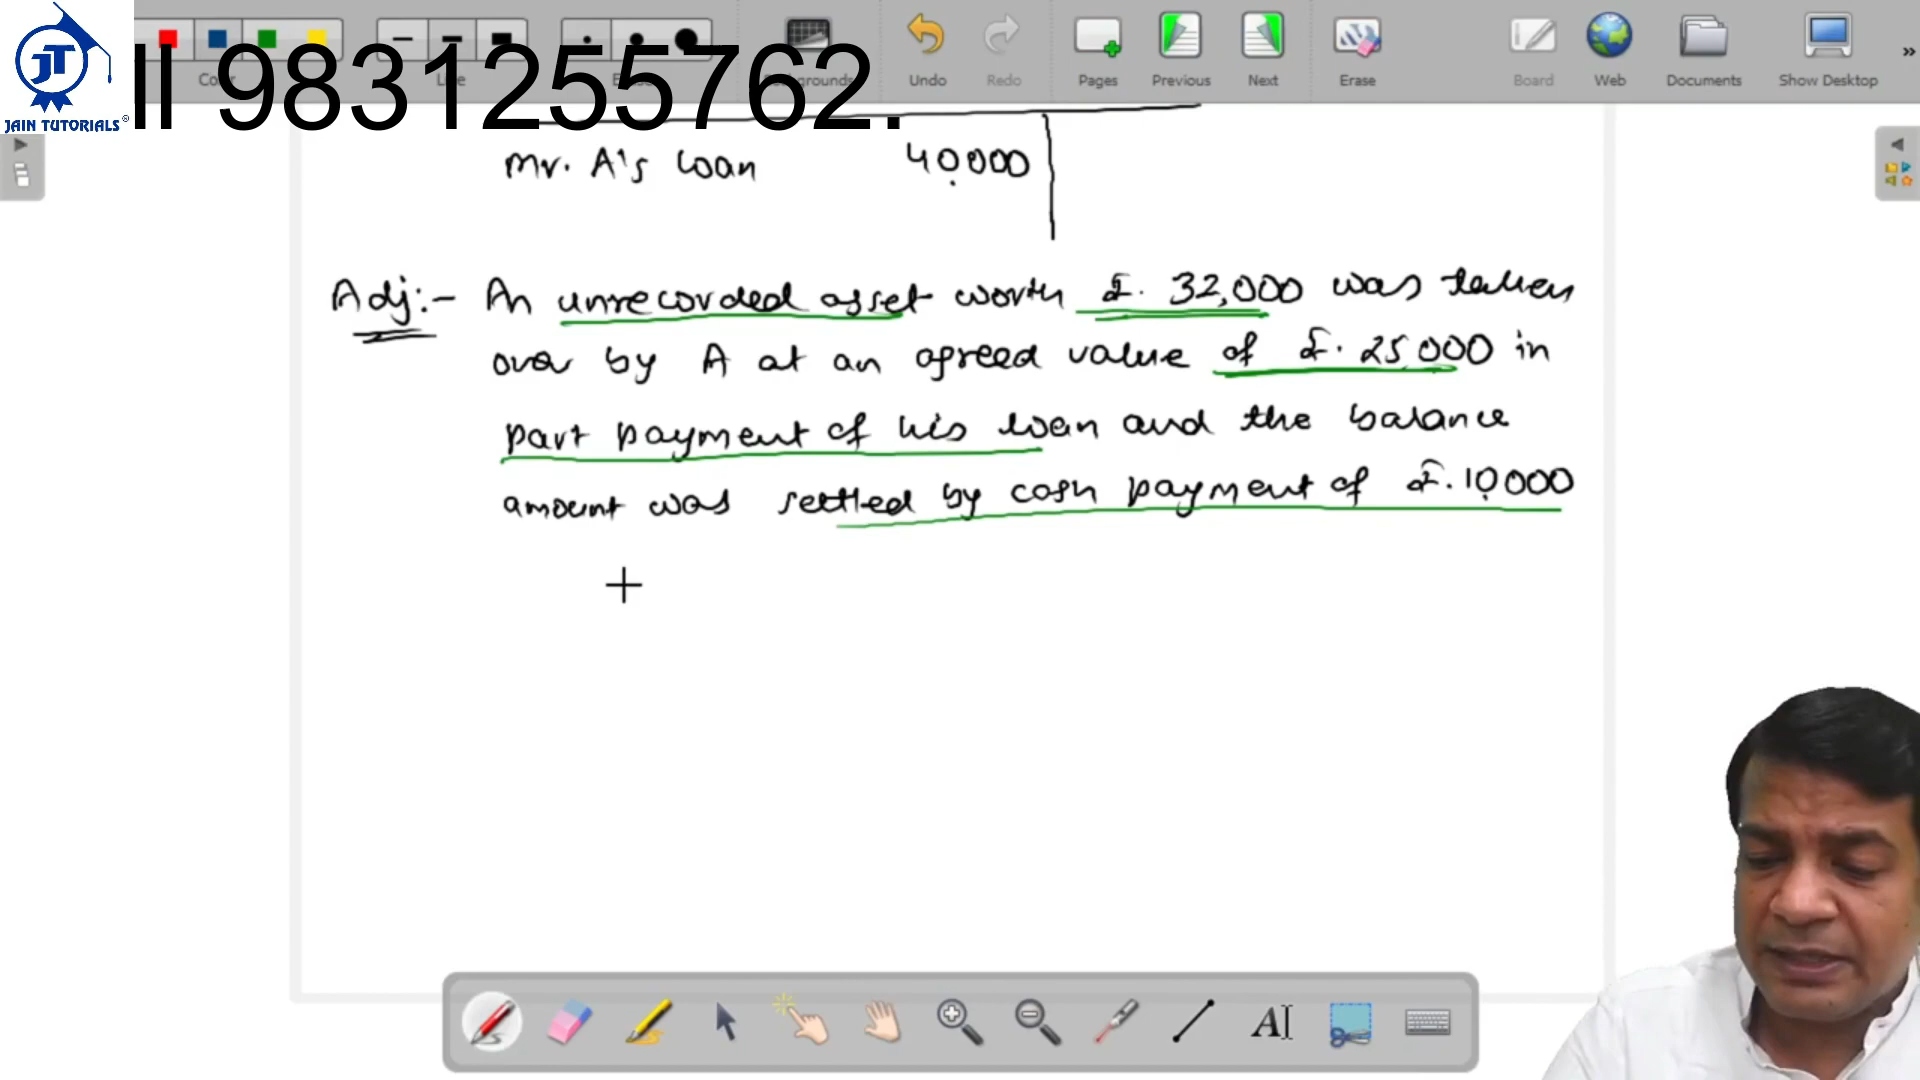 ll 9831255762.
JT
JAIN TUTORIALS®
Undo
Redo
Pages
Previous
Next
Erase
Board
Web
Documents
Show Desktop
»
Mr. A's loan 40,000
Adj:- An unrecorded asset worth ₹. 32,000 was taken
over by A at an agreed value of ₹. 25,000 in
part payment of his loan and the balance
amount was settled by cash payment of ₹. 10,000
AI